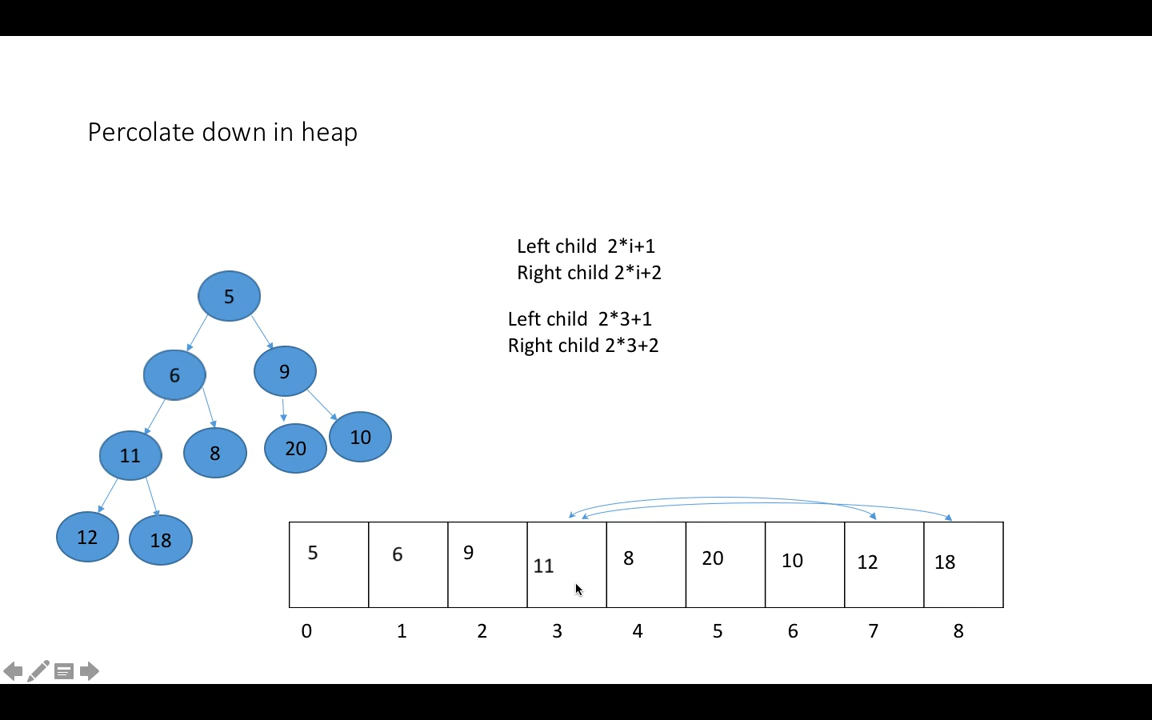 Percolate down in heap
Left child  2*i+1
Right child 2*i+2
Left child  2*3+1
Right child 2*3+2
5
6 9
11 8 20 10
12 18
5 6 9 11 8 20 10 12 18
0 1 2 3 4 5 6 7 8